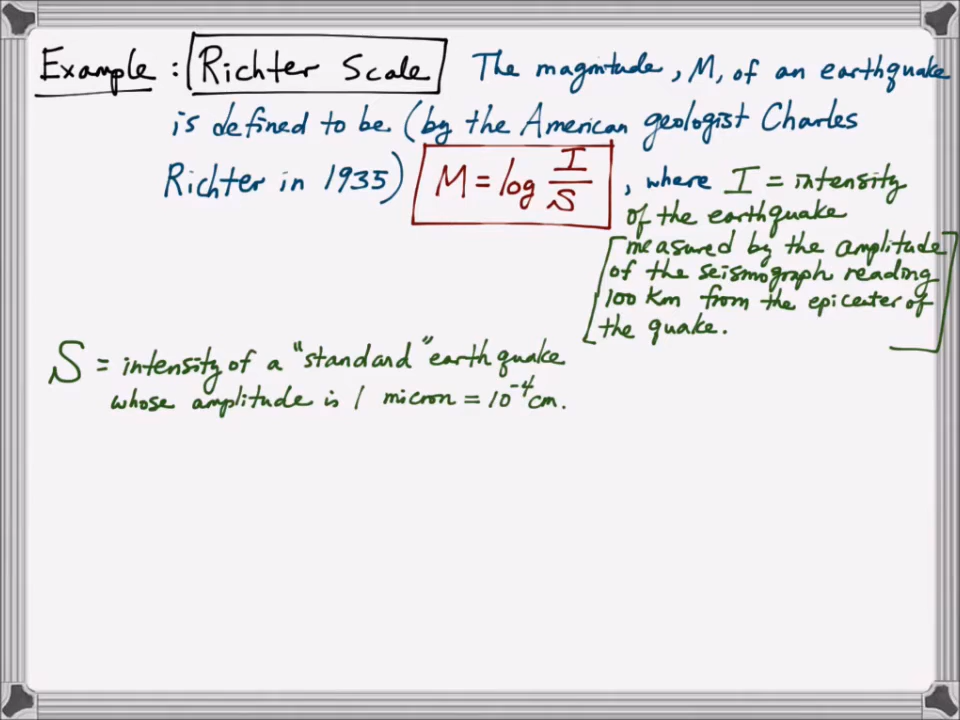 Example : Richter Scale The magnitude, M, of an earthquake
is defined to be (by the American geologist Charles
Richter in 1935) M = log I/S , where I = intensity
of the earthquake
[measured by the amplitude
of the seismograph reading
100 km from the epicenter of
the quake.]
S = intensity of a "standard" earthquake
whose amplitude is 1 micron = 10⁻⁴ cm.